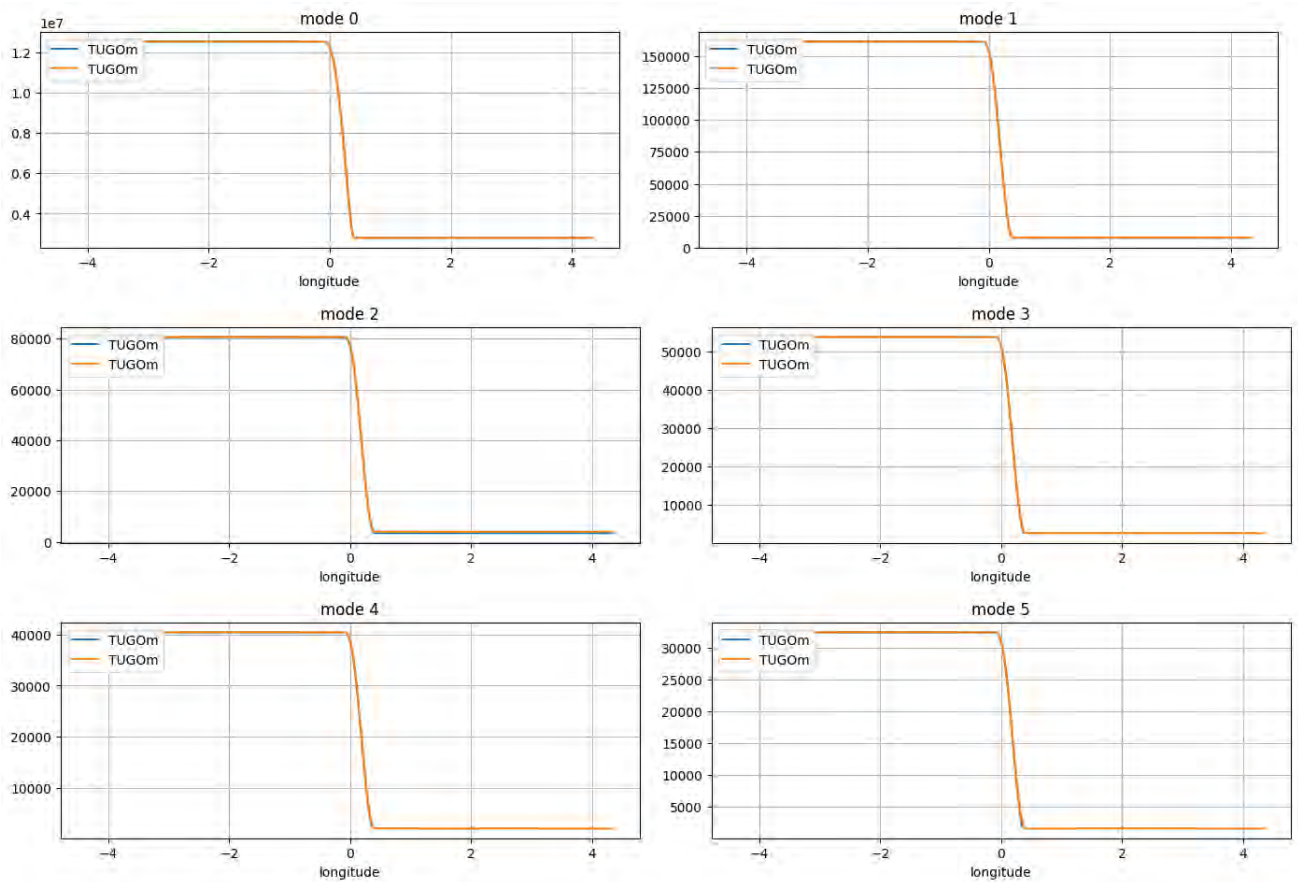 mode 0
1e7
1.2
1.0
0.8
0.6
0.4
TUGOm
TUGOm
−4 −2 0 2 4
longitude
mode 1
150000
125000
100000
75000
50000
25000
0
TUGOm
TUGOm
−4 −2 0 2 4
longitude
mode 2
80000
60000
40000
20000
0
TUGOm
TUGOm
−4 −2 0 2 4
longitude
mode 3
50000
40000
30000
20000
10000
TUGOm
TUGOm
−4 −2 0 2 4
longitude
mode 4
40000
30000
20000
10000
TUGOm
TUGOm
−4 −2 0 2 4
longitude
mode 5
30000
25000
20000
15000
10000
5000
TUGOm
TUGOm
−4 −2 0 2 4
longitude